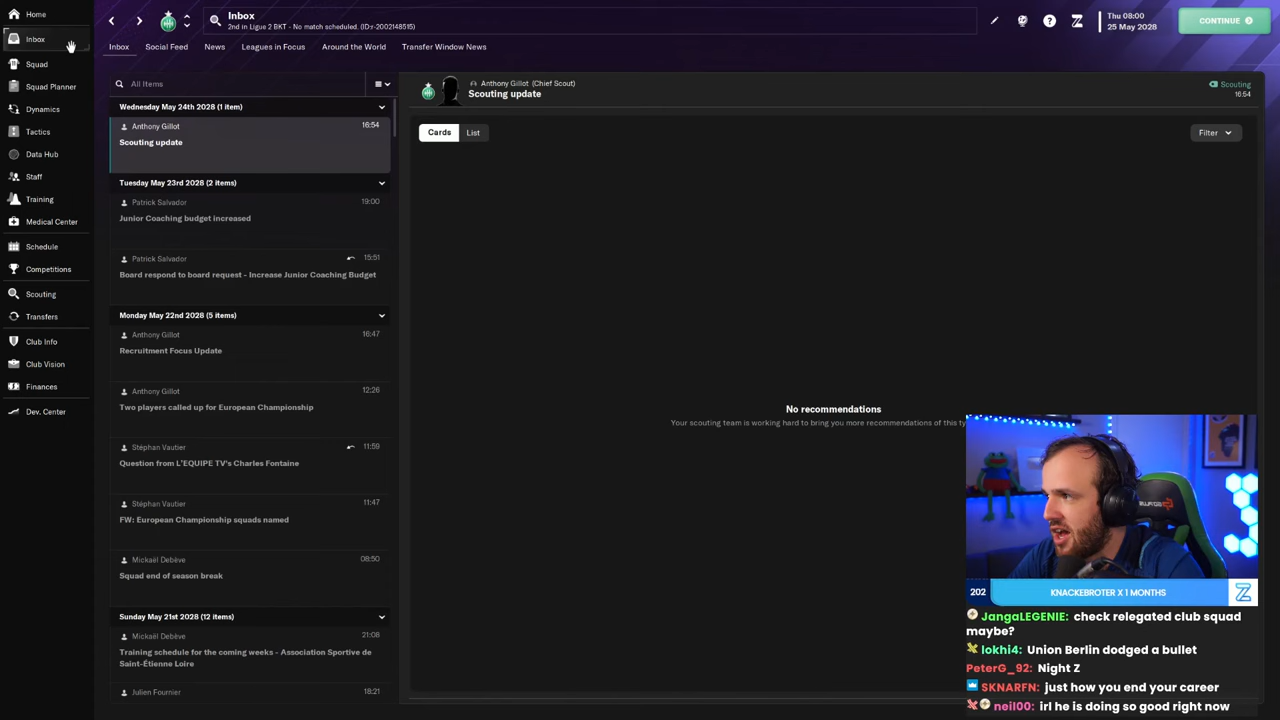 Home
Inbox
Squad
Squad Planner
Dynamics
Tactics
Data Hub
Staff
Training
Medical Center
Schedule
Competitions
Scouting
Transfers
Club Info
Club Vision
Finances
Dev. Center
Inbox
2nd in Ligue 2 BKT - No match scheduled. (ID:r-2002148515)
Thu 08:00
25 May 2028
CONTINUE
Inbox
Social Feed
News
Leagues in Focus
Around the World
Transfer Window News
All Items
Wednesday May 24th 2028 (1 item)
Anthony Gillot 16:54
Scouting update
Tuesday May 23rd 2028 (2 items)
Patrick Salvador 19:00
Junior Coaching budget increased
Patrick Salvador 15:51
Board respond to board request - Increase Junior Coaching Budget
Monday May 22nd 2028 (5 items)
Anthony Gillot 16:47
Recruitment Focus Update
Anthony Gillot 12:26
Two players called up for European Championship
Stéphan Vautier 11:59
Question from L'EQUIPE TV's Charles Fontaine
Stéphan Vautier 11:47
FW: European Championship squads named
Mickaël Debève 08:50
Squad end of season break
Sunday May 21st 2028 (12 items)
Mickaël Debève 21:08
Training schedule for the coming weeks - Association Sportive de
Saint-Étienne Loire
Julien Fournier 18:21
Anthony Gillot (Chief Scout)
Scouting update
Scouting
16:54
Cards
List
Filter
No recommendations
Your scouting team is working hard to bring you more recommendations of this ty
202
KNACKEBROTER X 1 MONTHS
JangaLEGENIE: check relegated club squad
maybe?
lokhi4: Union Berlin dodged a bullet
PeterG_92: Night Z
SKNARFN: just how you end your career
neil00: irl he is doing so good right now